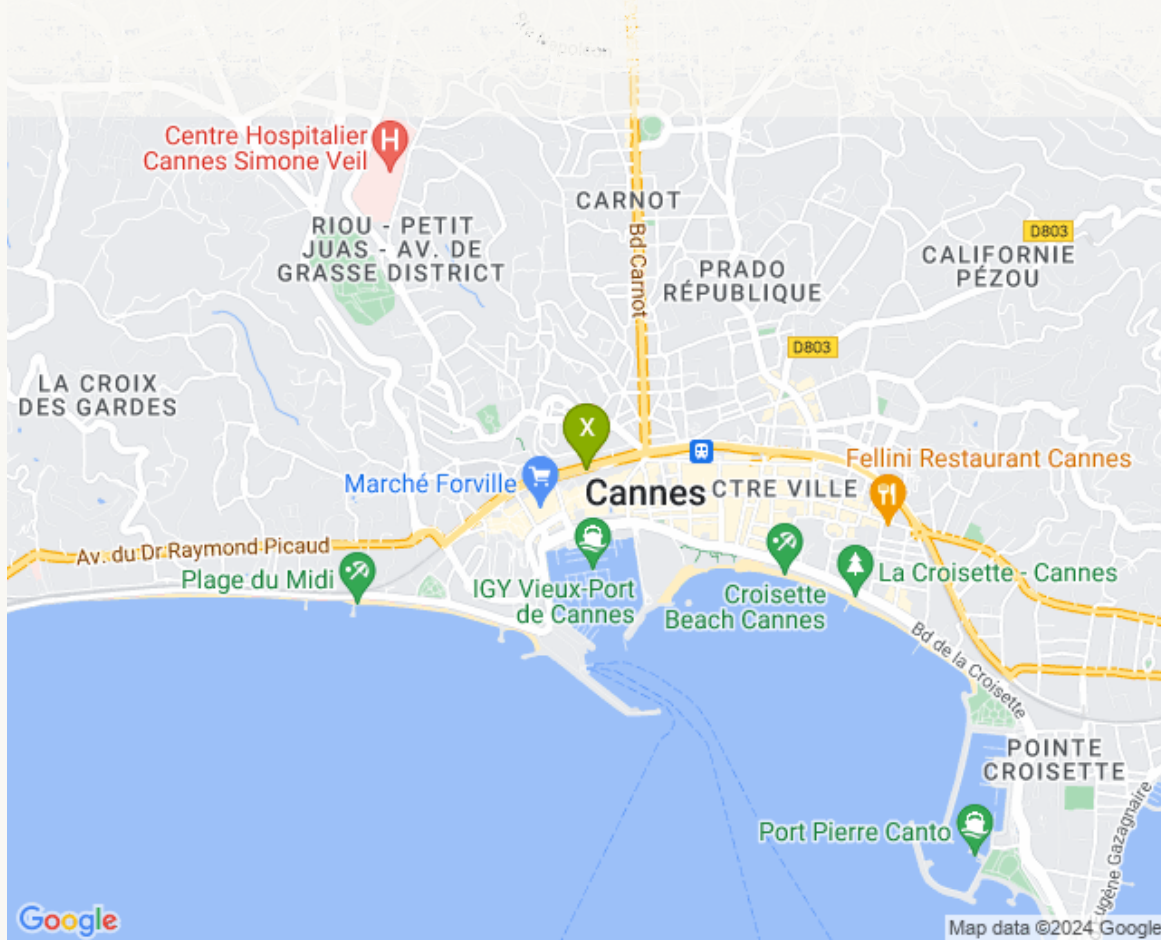 Centre Hospitalier
Cannes Simone Veil
H
CARNOT
RIOU - PETIT
JUAS - AV. DE
GRASSE DISTRICT
Bd Carnot
D803
CALIFORNIE
PÉZOU
PRADO
RÉPUBLIQUE
D803
LA CROIX
DES GARDES
X
Marché Forville
Cannes
CTRE VILLE
Fellini Restaurant Cannes
Av. du Dr Raymond Picaud
Plage du Midi
IGY Vieux-Port
de Cannes
Croisette
Beach Cannes
La Croisette - Cannes
Bd de la Croisette
POINTE
CROISETTE
Port Pierre Canto
Eugène Gazagnaire
Google
Map data ©2024 Google